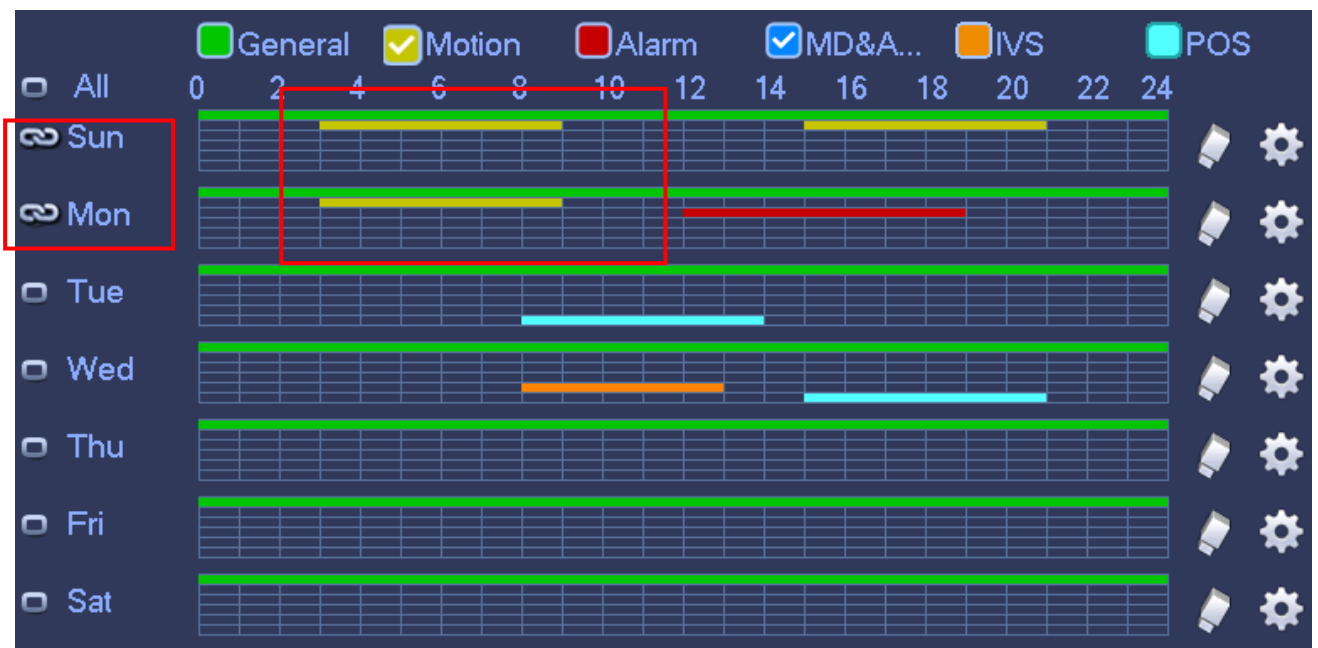 General Motion Alarm MD&A... IVS POS
All 0 2 4 6 8 10 12 14 16 18 20 22 24
Sun
Mon
Tue
Wed
Thu
Fri
Sat